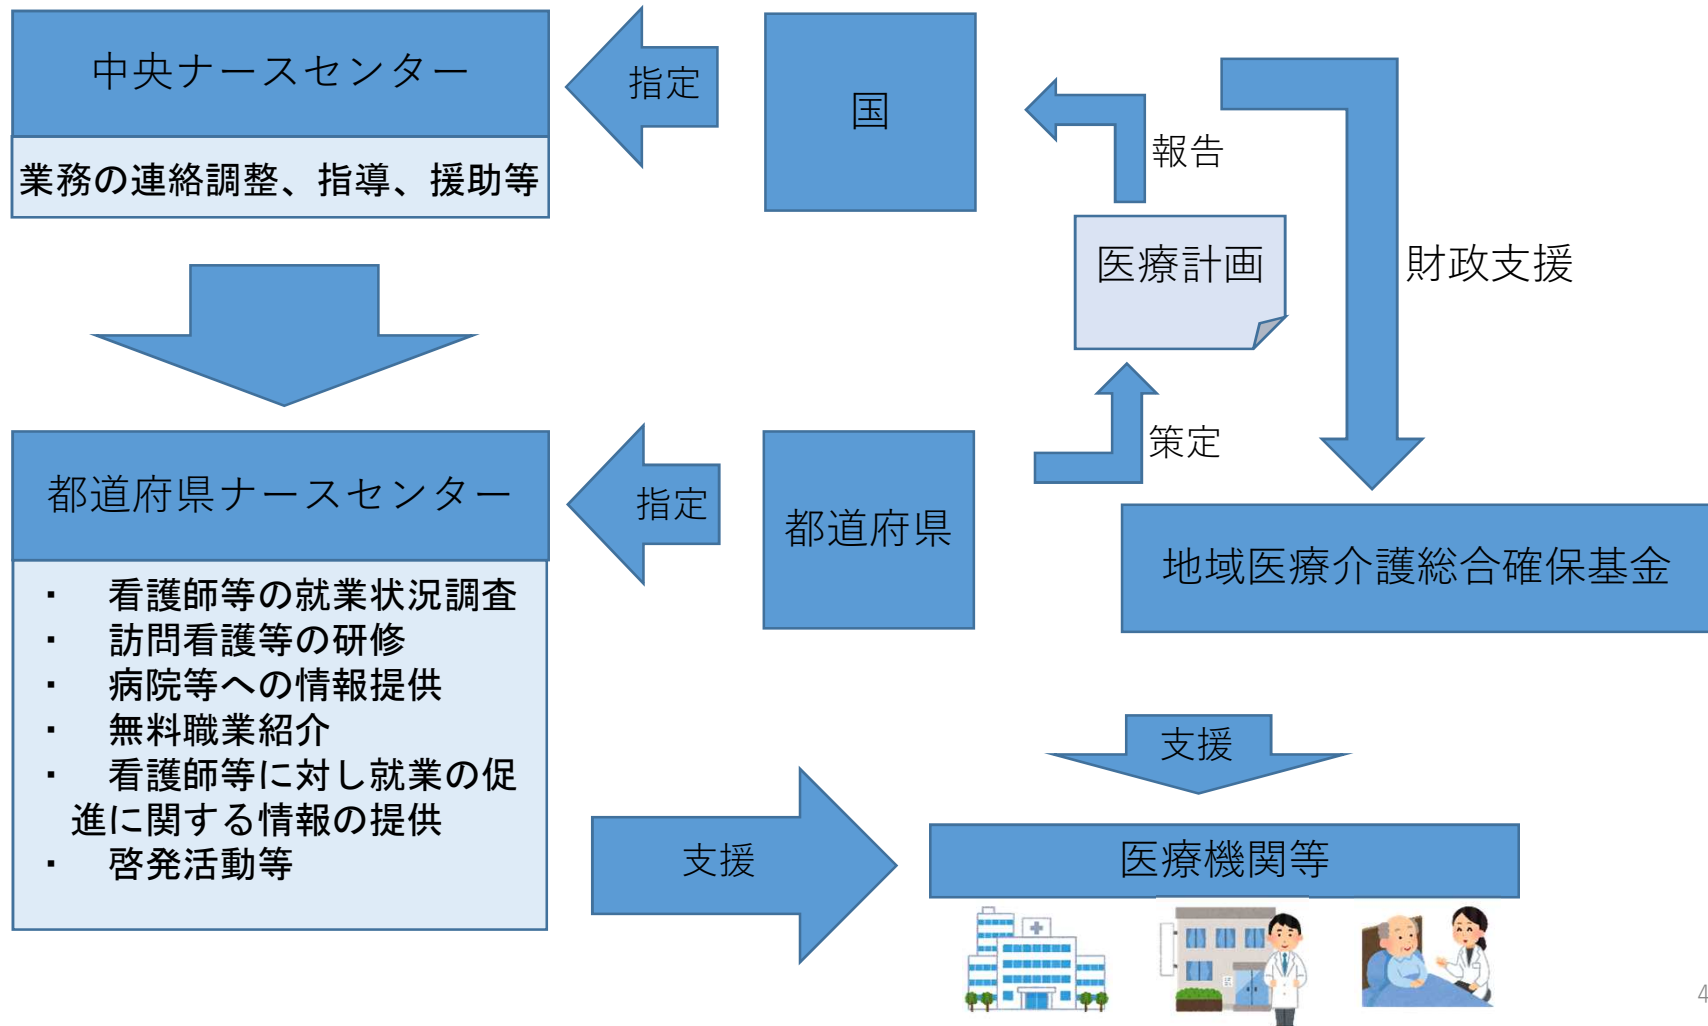 中央ナースセンター
業務の連絡調整、指導、援助等
指定
国
報告
医療計画
財政支援
策定
都道府県ナースセンター
・　看護師等の就業状況調査
・　訪問看護等の研修
・　病院等への情報提供
・　無料職業紹介
・　看護師等に対し就業の促
進に関する情報の提供
・　啓発活動等
指定
都道府県
地域医療介護総合確保基金
支援
支援
医療機関等
4